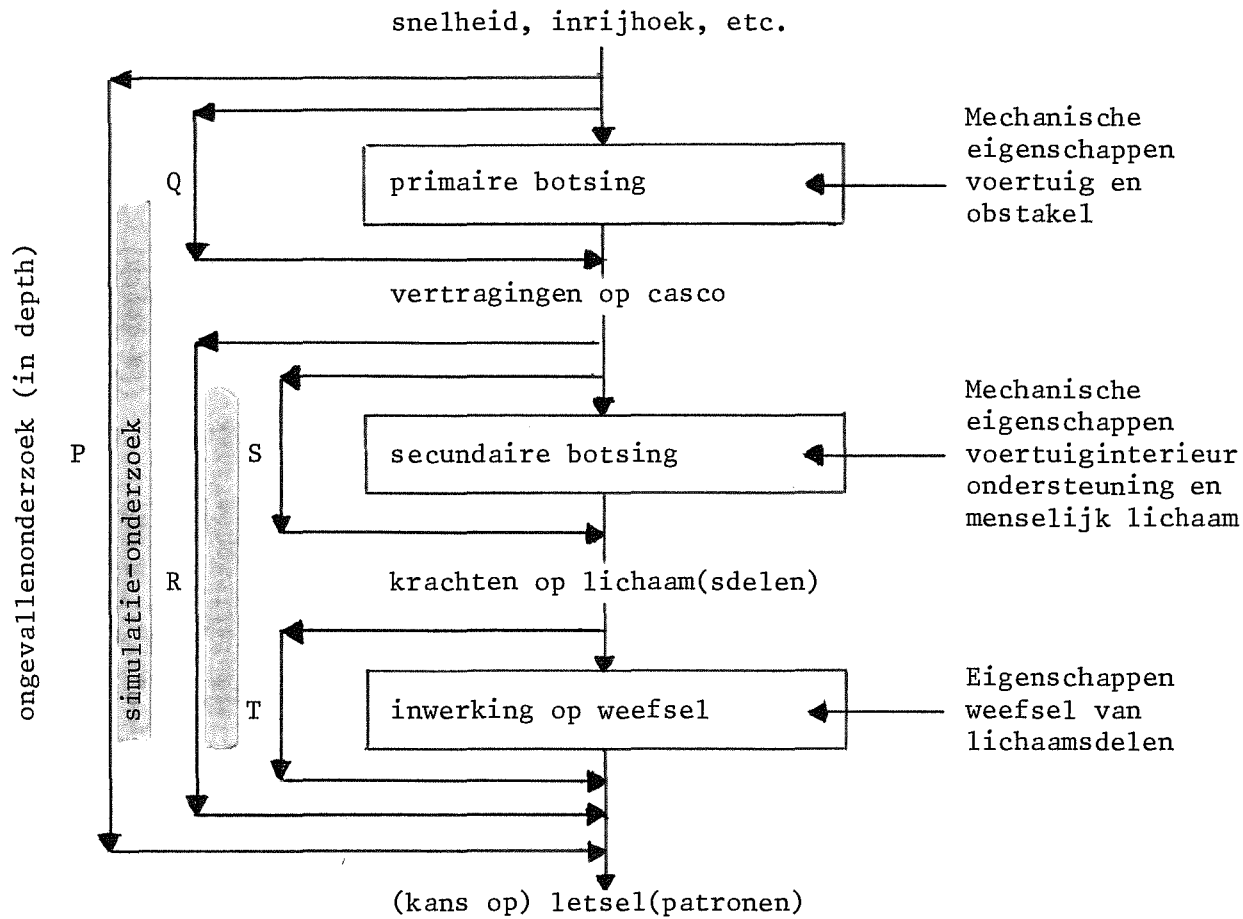 snelheid, inrijhoek, etc.
Mechanische
eigenschappen
voertuig en
obstakel
Q
primaire botsing
vertragingen op casco
ongevallenonderzoek (in depth)
simulatie-onderzoek
P
R
S
secundaire botsing
Mechanische
eigenschappen
voertuiginterieur
ondersteuning en
menselijk lichaam
krachten op lichaam(sdelen)
T
inwerking op weefsel
Eigenschappen
weefsel van
lichaamsdelen
(kans op) letsel(patronen)